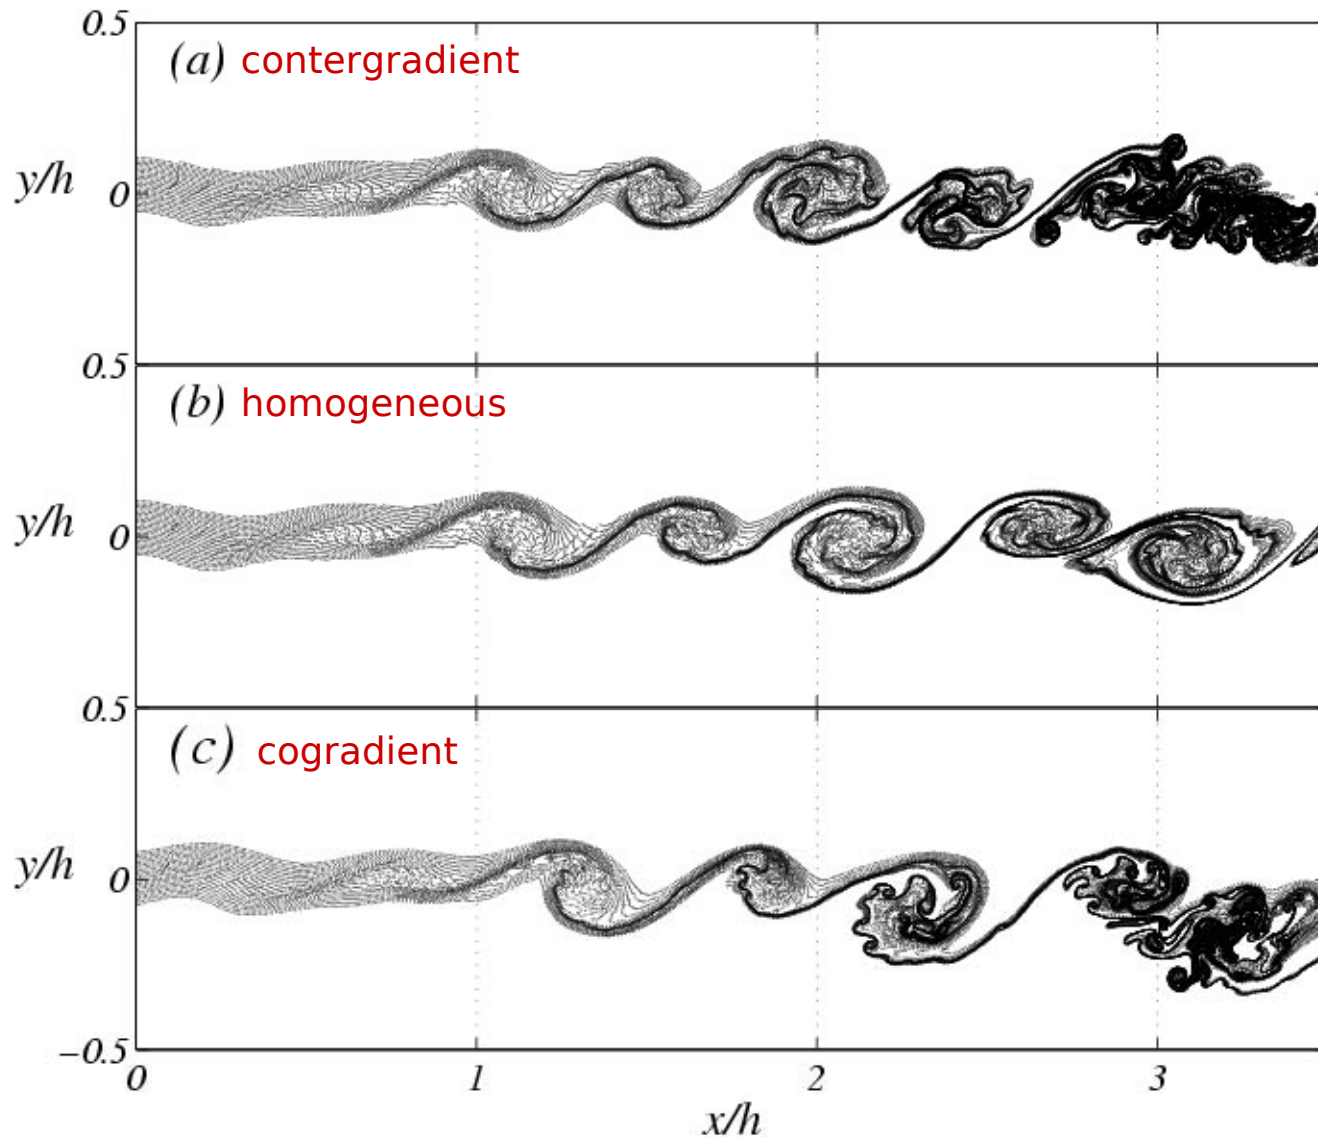 0.5
(a) contergradient
y/h
0
0.5
(b) homogeneous
y/h
0
0.5
(c) cogradient
y/h
0
−0.5
0 1 2 3
x/h